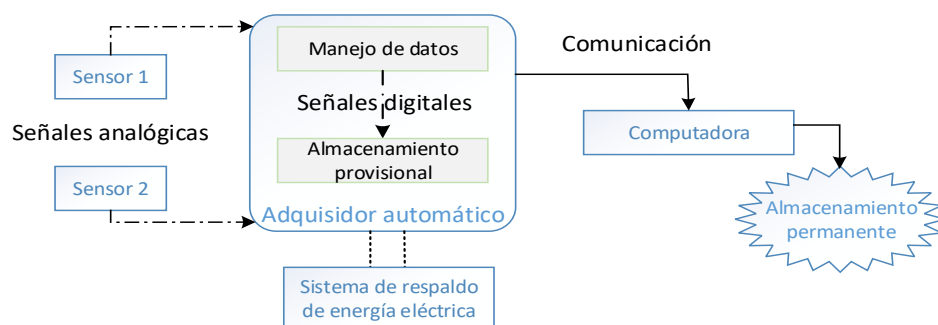 Sensor 1
Señales analógicas
Sensor 2
Manejo de datos
Señales digitales
Almacenamiento
provisional
Adquisidor automático
Sistema de respaldo
de energía eléctrica
Comunicación
Computadora
Almacenamiento
permanente